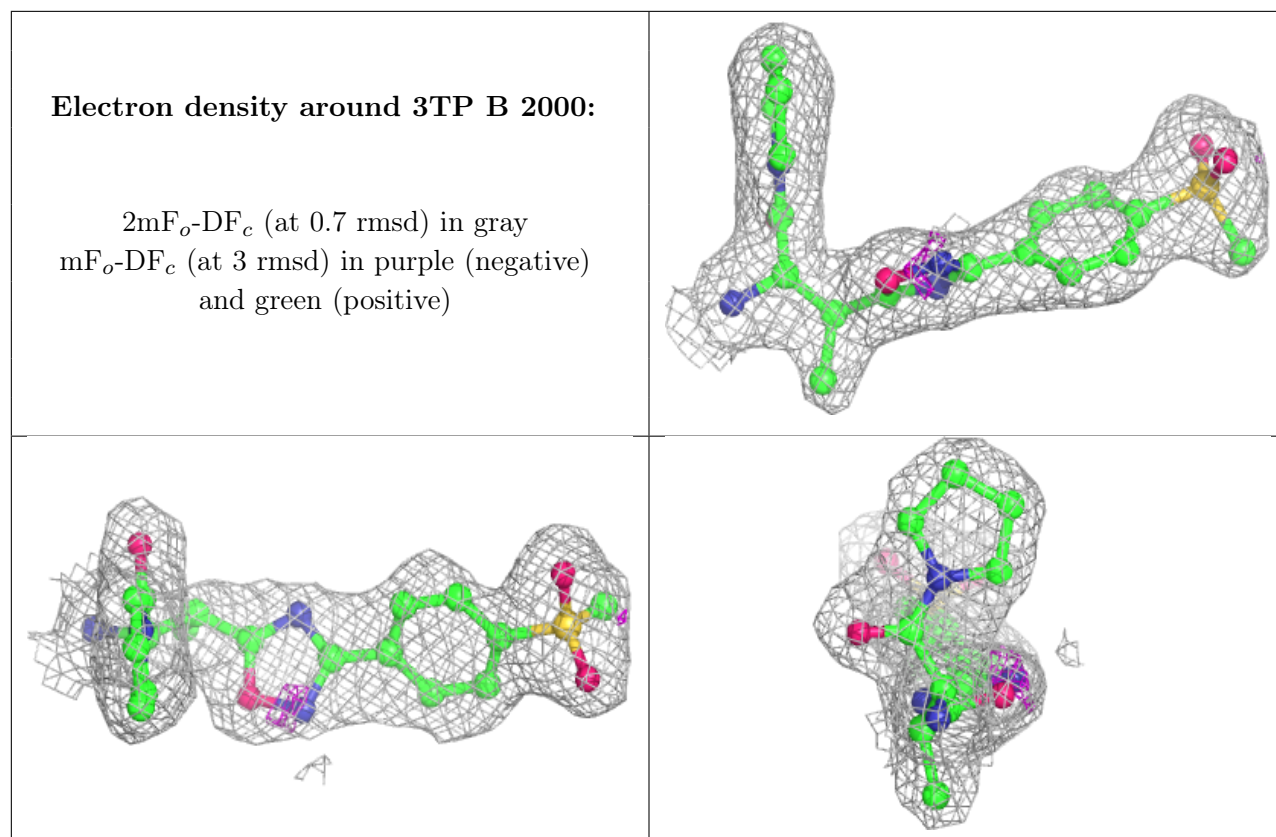 Electron density around 3TP B 2000:
2mFo-DFc (at 0.7 rmsd) in gray
mFo-DFc (at 3 rmsd) in purple (negative)
and green (positive)